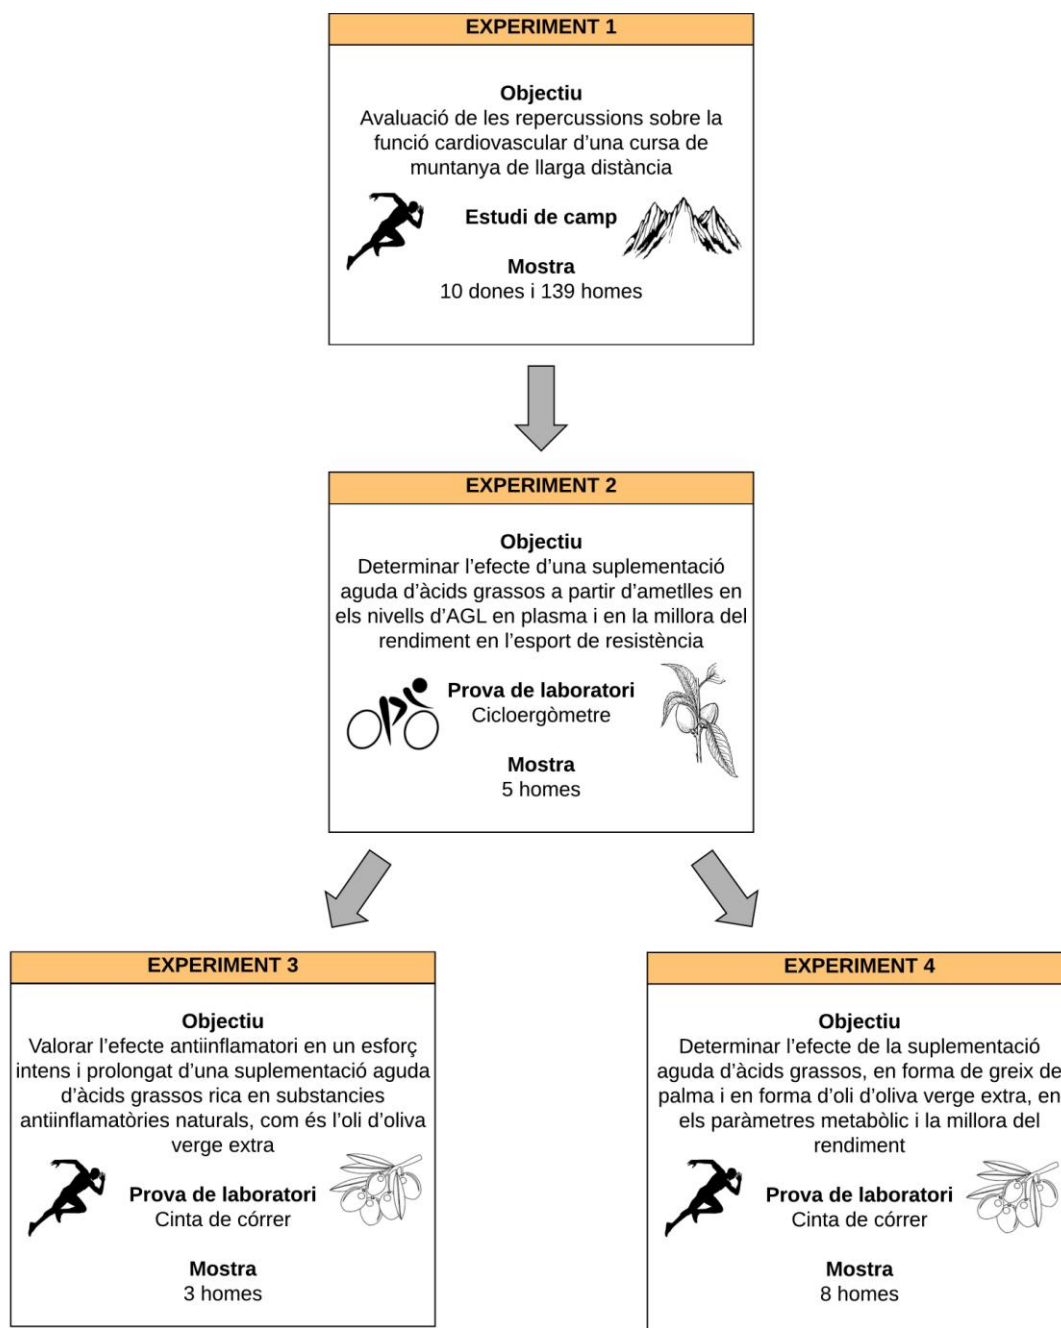 EXPERIMENT 1
Objectiu
Avaluació de les repercussions sobre la
funció cardiovascular d'una cursa de
muntanya de llarga distància
Estudi de camp
Mostra
10 dones i 139 homes
EXPERIMENT 2
Objectiu
Determinar l'efecte d'una suplementació
aguda d'àcids grassos a partir d'ametlles en
els nivells d'AGL en plasma i en la millora del
rendiment en l'esport de resistència
Prova de laboratori
Cicloergòmetre
Mostra
5 homes
EXPERIMENT 3
Objectiu
Valorar l'efecte antiinflamatori en un esforç
intens i prolongat d'una suplementació aguda
d'àcids grassos rica en substancies
antiinflamatòries naturals, com és l'oli d'oliva
verge extra
Prova de laboratori
Cinta de córrer
Mostra
3 homes
EXPERIMENT 4
Objectiu
Determinar l'efecte de la suplementació
aguda d'àcids grassos, en forma de greix de
palma i en forma d'oli d'oliva verge extra, en
els paràmetres metabòlic i la millora del
rendiment
Prova de laboratori
Cinta de córrer
Mostra
8 homes